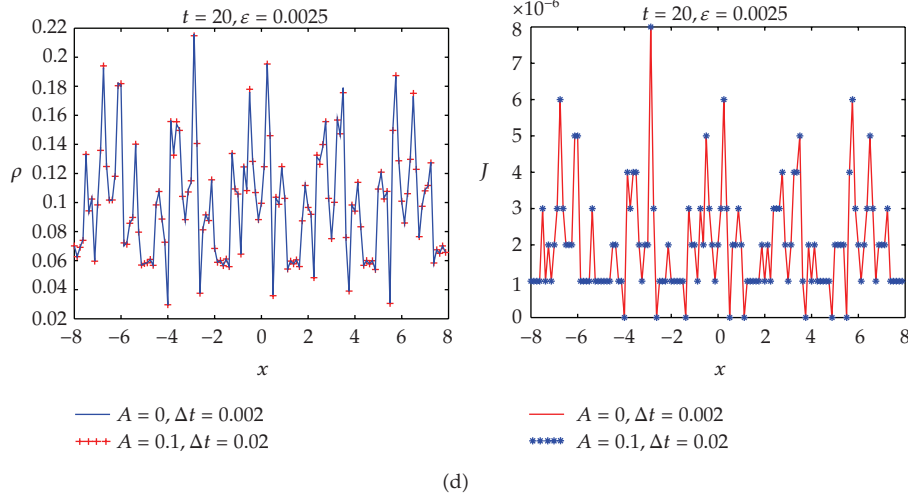 t = 20, ε = 0.0025
0.22
0.2
0.18
0.16
0.14
0.12
0.1
0.08
0.06
0.04
0.02
ρ
−8 −6 −4 −2 0 2 4 6 8
x
A = 0, Δt = 0.002
A = 0.1, Δt = 0.02
×10⁻⁶
t = 20, ε = 0.0025
8
7
6
5
4
3
2
1
0
J
−8 −6 −4 −2 0 2 4 6 8
x
A = 0, Δt = 0.002
A = 0.1, Δt = 0.02
(d)